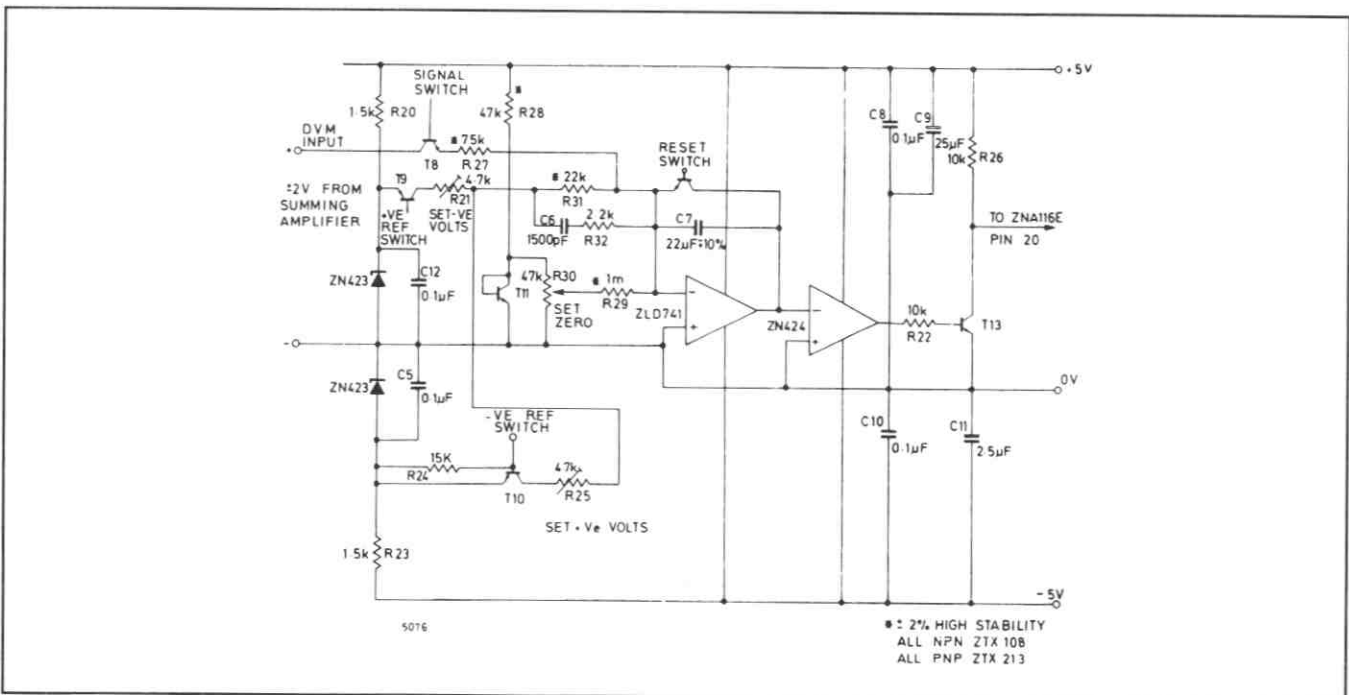 +5V
SIGNAL
SWITCH
1.5k R20
47k R28
*
C8
0.1µF
C9
25µF
10k R26
DVM
INPUT
+
T8
* 75k
R27
RESET
SWITCH
T9
4.7k
R21
* 22k
R31
±2V FROM
SUMMING
AMPLIFIER
+VE
REF
SWITCH
SET-VE
VOLTS
C6
1500pF
2.2k
R32
C7
22µF±10%
TO ZNA116E
PIN 20
ZN423
C12
0.1µF
T11
47k R30
SET
ZERO
* 1m
R29
-
+
ZLD741
-
+
ZN424
10k
R22
T13
-
0V
ZN423
C5
0.1µF
-VE REF
SWITCH
C10
0.1µF
C11
2.5µF
15K
R24
T10
47k
R25
SET + Ve VOLTS
1.5k R23
-5V
5076
* ± 2% HIGH STABILITY
ALL NPN ZTX 108
ALL PNP ZTX 213